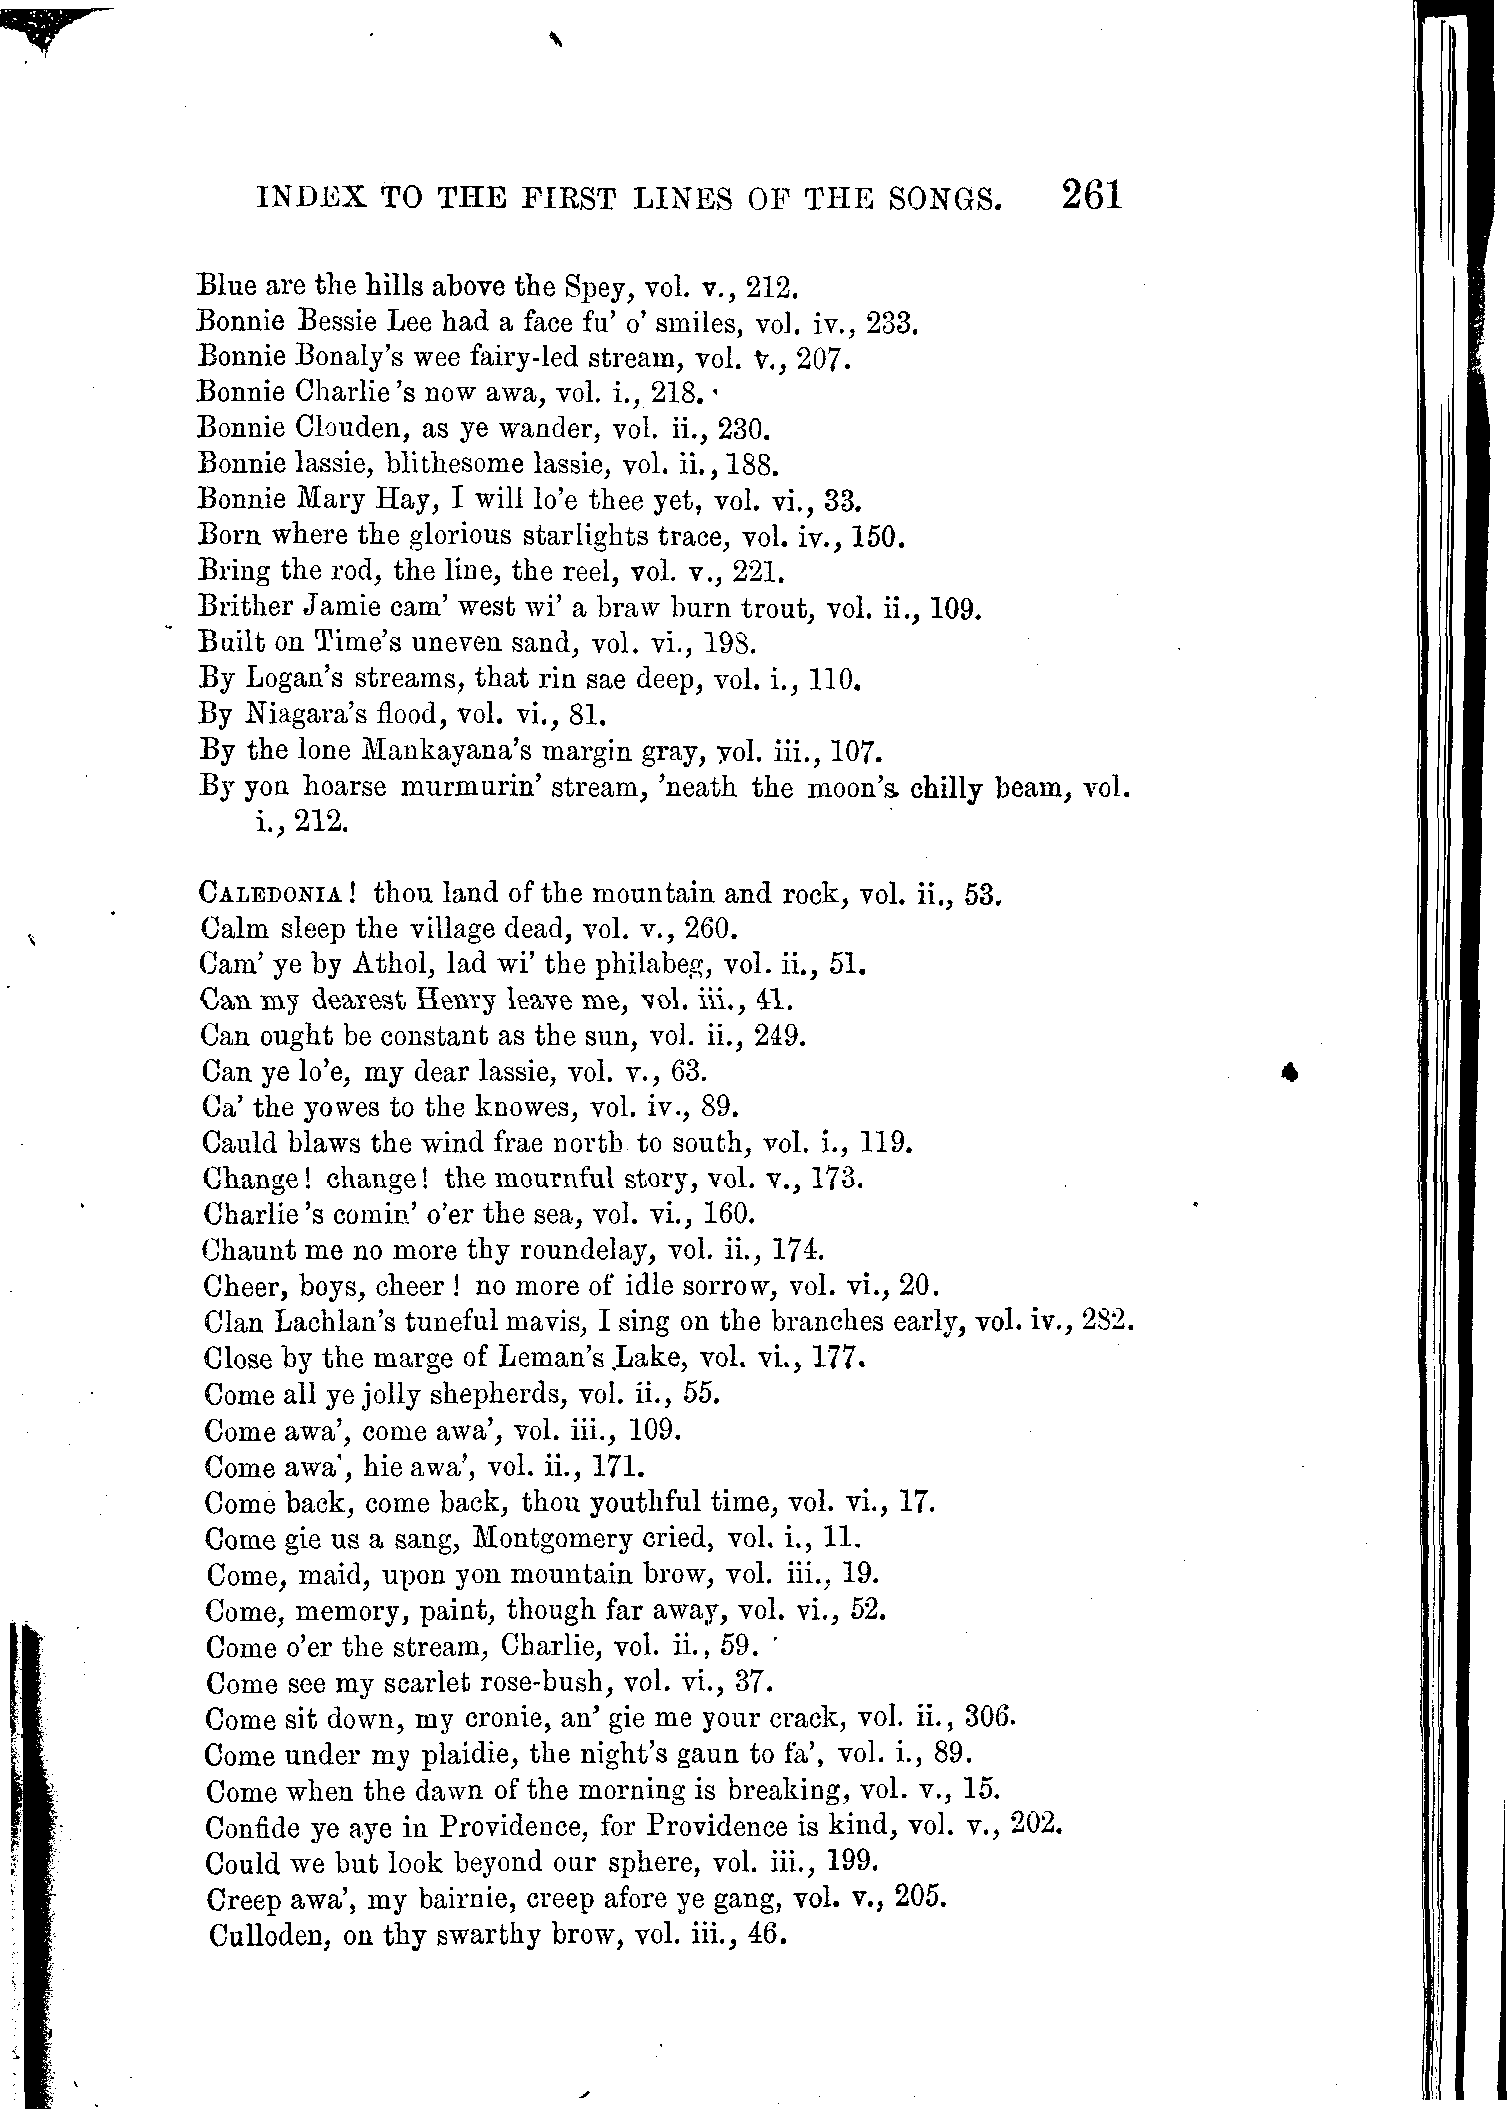 INDEX TO THE FIRST LINES OF THE SONGS. 261
Blue are the hills above the Spey, vol. v., 212.
Bonnie Bessie Lee had a face fu' o' smiles, vol. iv., 233.
Bonnie Bonaly's wee fairy-led stream, vol. v., 207.
Bonnie Charlie's now awa, vol. i., 218.
Bonnie Clouden, as ye wander, vol. ii., 230.
Bonnie lassie, blithesome lassie, vol. ii., 188.
Bonnie Mary Hay, I will lo'e thee yet, vol. vi., 33.
Born where the glorious starlights trace, vol. iv., 150.
Bring the rod, the line, the reel, vol. v., 221.
Brither Jamie cam' west wi' a braw burn trout, vol. ii., 109.
Built on Time's uneven sand, vol. vi., 198.
By Logan's streams, that rin sae deep, vol. i., 110.
By Niagara's flood, vol. vi., 81.
By the lone Mankayana's margin gray, vol. iii., 107.
By yon hoarse murmurin' stream, 'neath the moon's chilly beam, vol.
i., 212.
CALEDONIA! thou land of the mountain and rock, vol. ii., 53.
Calm sleep the village dead, vol. v., 260.
Cam' ye by Athol, lad wi' the philabeg, vol. ii., 51.
Can my dearest Henry leave me, vol. iii., 41.
Can ought be constant as the sun, vol. ii., 249.
Can ye lo'e, my dear lassie, vol. v., 63.
Ca' the yowes to the knowes, vol. iv., 89.
Cauld blaws the wind frae north to south, vol. i., 119.
Change! change! the mournful story, vol. v., 173.
Charlie's comin' o'er the sea, vol. vi., 160.
Chaunt me no more thy roundelay, vol. ii., 174.
Cheer, boys, cheer! no more of idle sorrow, vol. vi., 20.
Clan Lachlan's tuneful mavis, I sing on the branches early, vol. iv., 282.
Close by the marge of Leman's Lake, vol. vi., 177.
Come all ye jolly shepherds, vol. ii., 55.
Come awa', come awa', vol. iii., 109.
Come awa', hie awa', vol. ii., 171.
Come back, come back, thou youthful time, vol. vi., 17.
Come gie us a sang, Montgomery cried, vol. i., 11.
Come, maid, upon yon mountain brow, vol. iii., 19.
Come, memory, paint, though far away, vol. vi., 52.
Come o'er the stream, Charlie, vol. ii., 59.
Come see my scarlet rose-bush, vol. vi., 37.
Come sit down, my cronie, an' gie me your crack, vol. ii., 306.
Come under my plaidie, the night's gaun to fa', vol. i., 89.
Come when the dawn of the morning is breaking, vol. v., 15.
Confide ye aye in Providence, for Providence is kind, vol. v., 202.
Could we but look beyond our sphere, vol. iii., 199.
Creep awa', my bairnie, creep afore ye gang, vol. v., 205.
Culloden, on thy swarthy brow, vol. iii., 46.